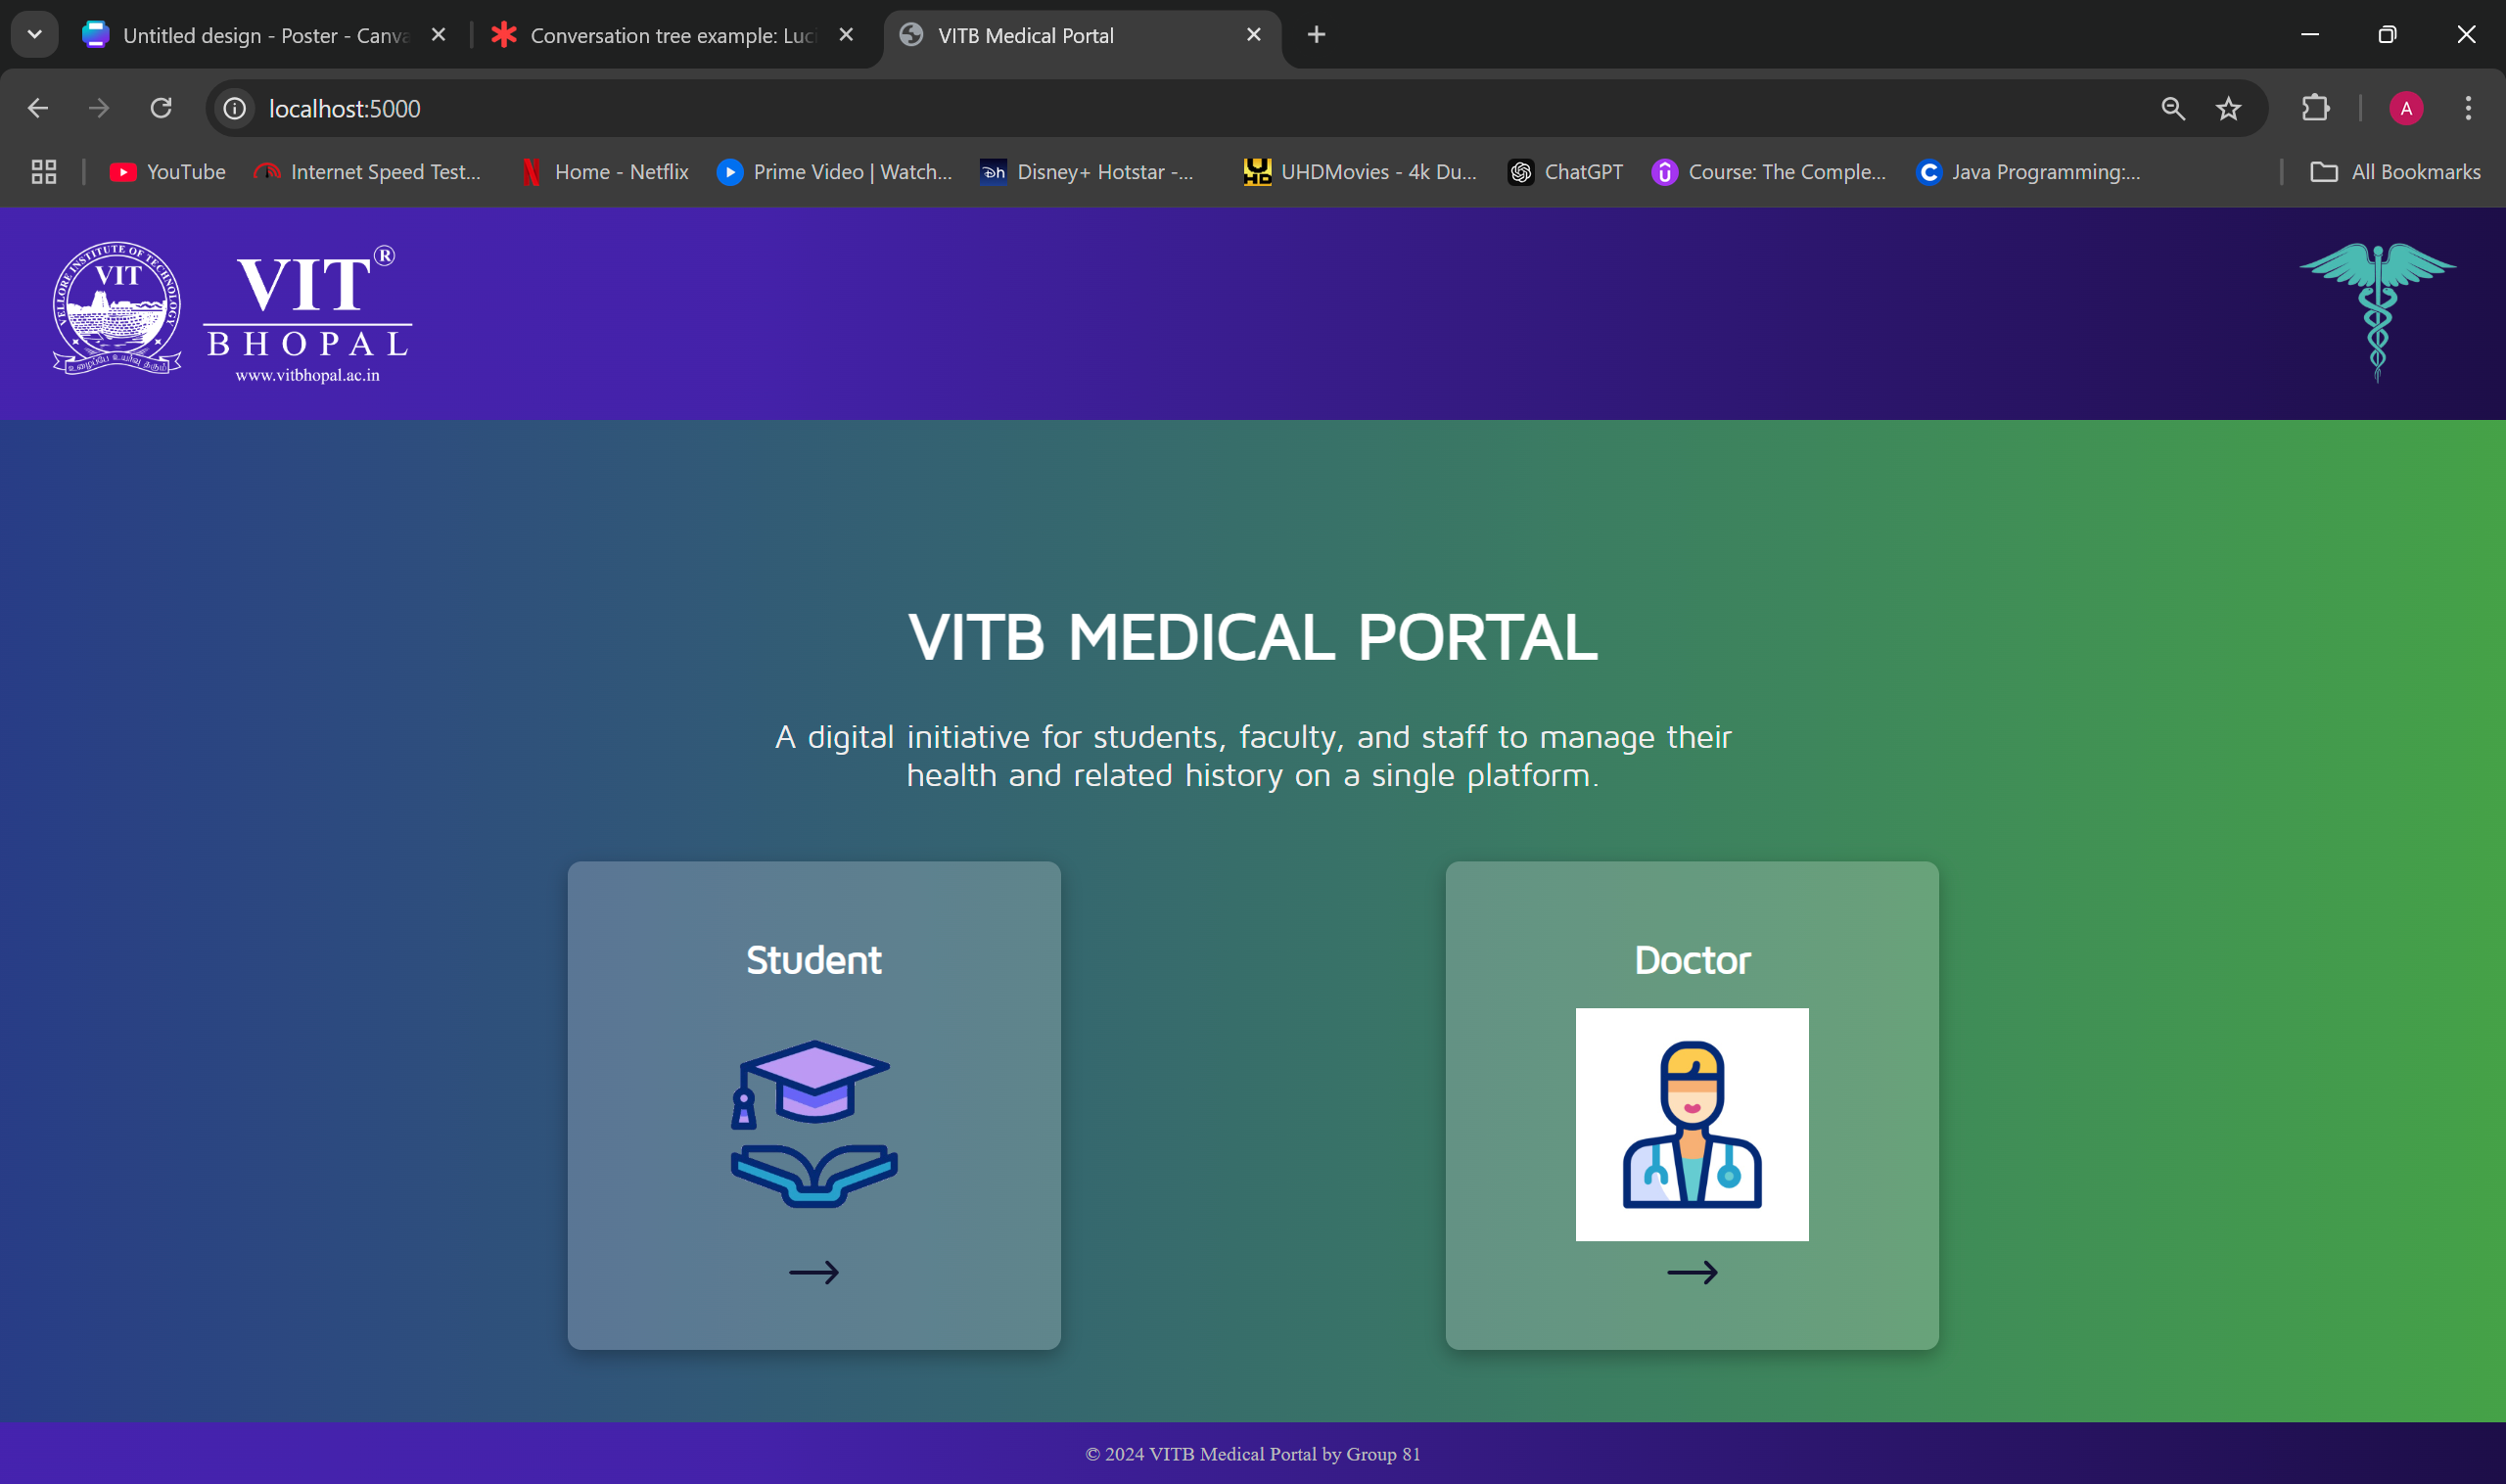 Untitled design - Poster - Canva
Conversation tree example: Luci
VITB Medical Portal
localhost:5000
A
YouTube
Internet Speed Test...
Home - Netflix
Prime Video | Watch...
Disney+ Hotstar -...
UHDMovies - 4k Du...
ChatGPT
Course: The Comple...
Java Programming:...
All Bookmarks
VELLORE INSTITUTE OF TECHNOLOGY
VIT
VIT®
BHOPAL
www.vitbhopal.ac.in
VITB MEDICAL PORTAL
A digital initiative for students, faculty, and staff to manage their
health and related history on a single platform.
Student
Doctor
© 2024 VITB Medical Portal by Group 81